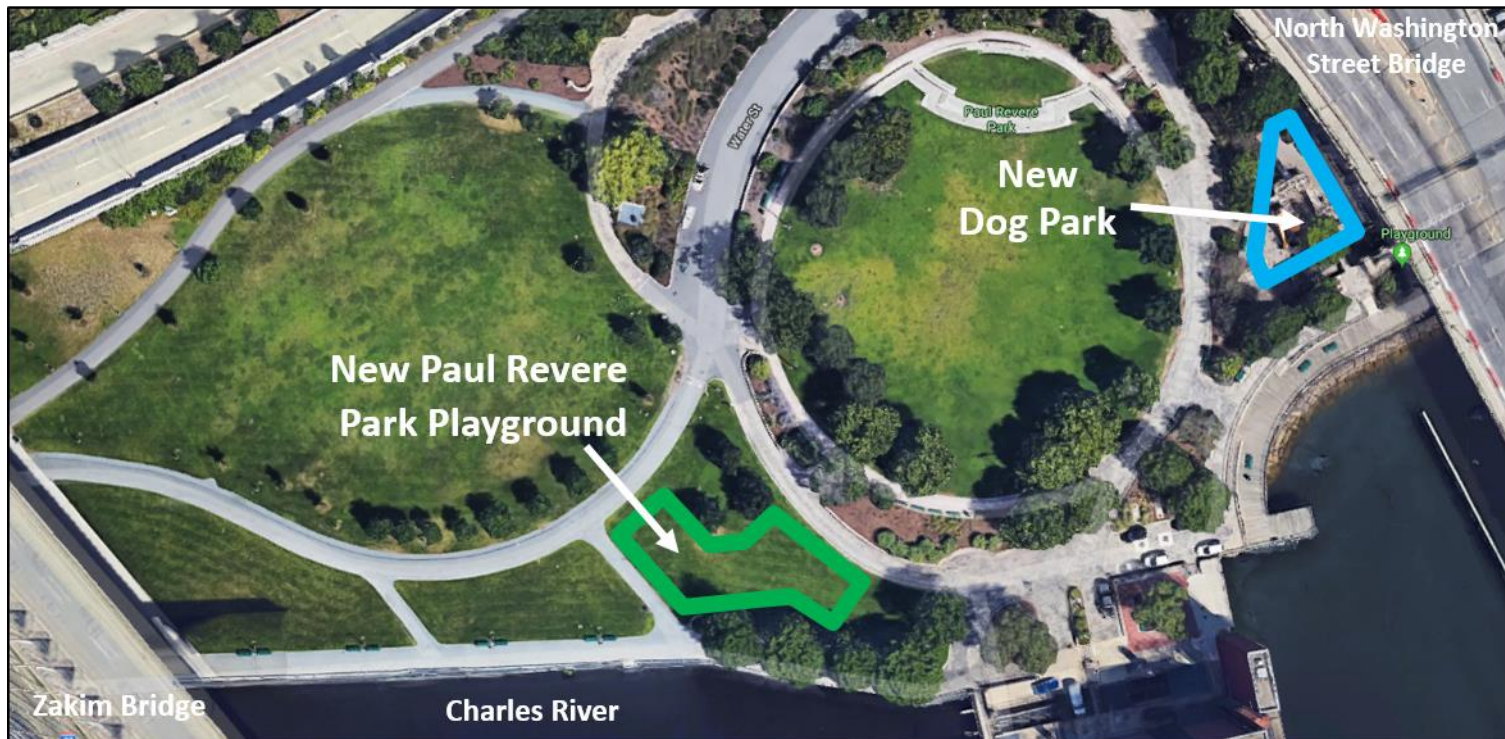 North Washington
Street Bridge
Paul Revere
Park
Water St
New
Dog Park
Playground
New Paul Revere
Park Playground
Zakim Bridge
Charles River